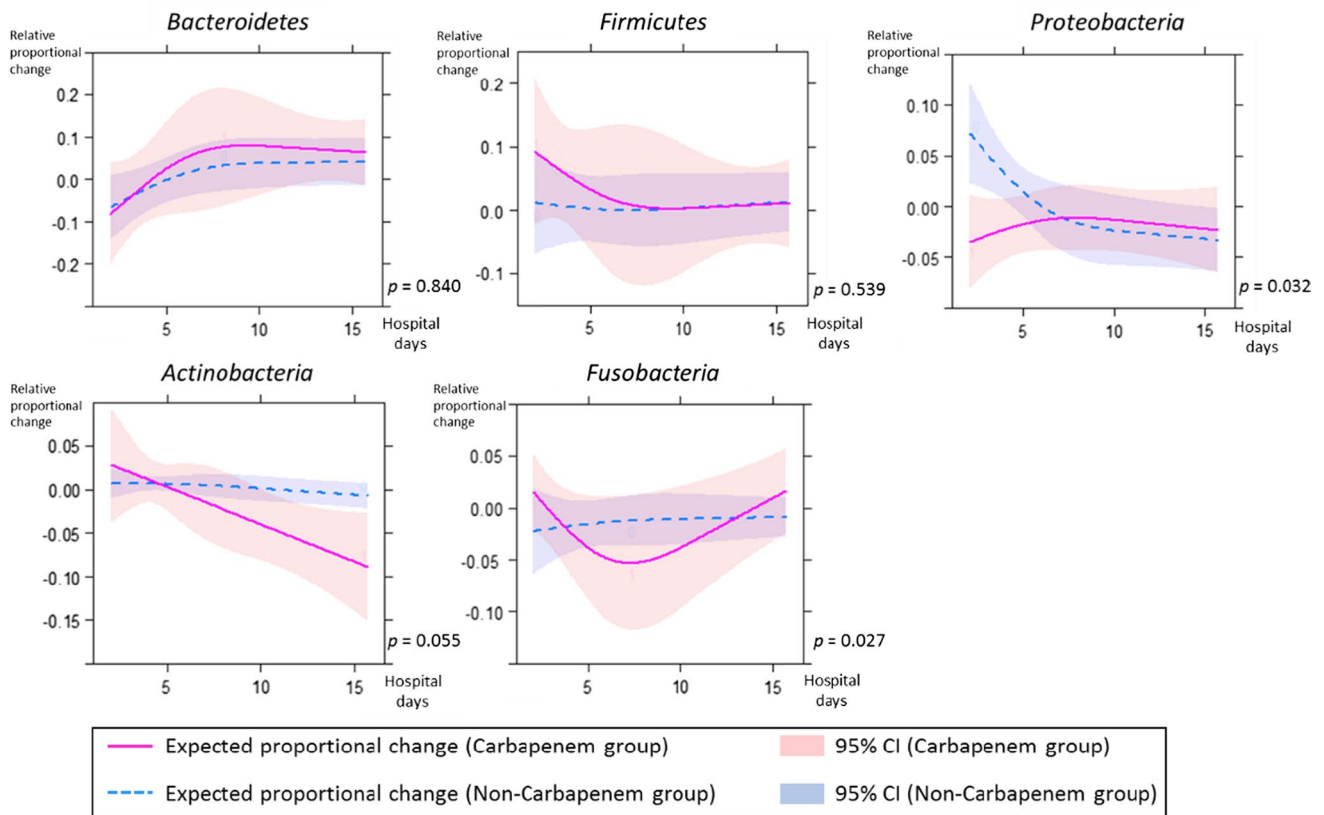 Bacteroidetes
Relative
proportional
change
0.2
0.1
0.0
-0.1
-0.2
5
10
15
Hospital
days
p = 0.840
Firmicutes
Relative
proportional
change
0.2
0.1
0.0
-0.1
5
10
15
p = 0.539
Proteobacteria
Relative
proportional
change
0.10
0.05
0.00
-0.05
5
10
15
Hospital
days
p = 0.032
Actinobacteria
Relative
proportional
change
0.05
0.00
-0.05
-0.10
-0.15
5
10
15
Hospital
days
p = 0.055
Fusobacteria
Relative
proportional
change
0.05
0.00
-0.05
-0.10
5
10
15
Hospital
days
p = 0.027
Expected proportional change (Carbapenem group)
95% CI (Carbapenem group)
Expected proportional change (Non-Carbapenem group)
95% CI (Non-Carbapenem group)